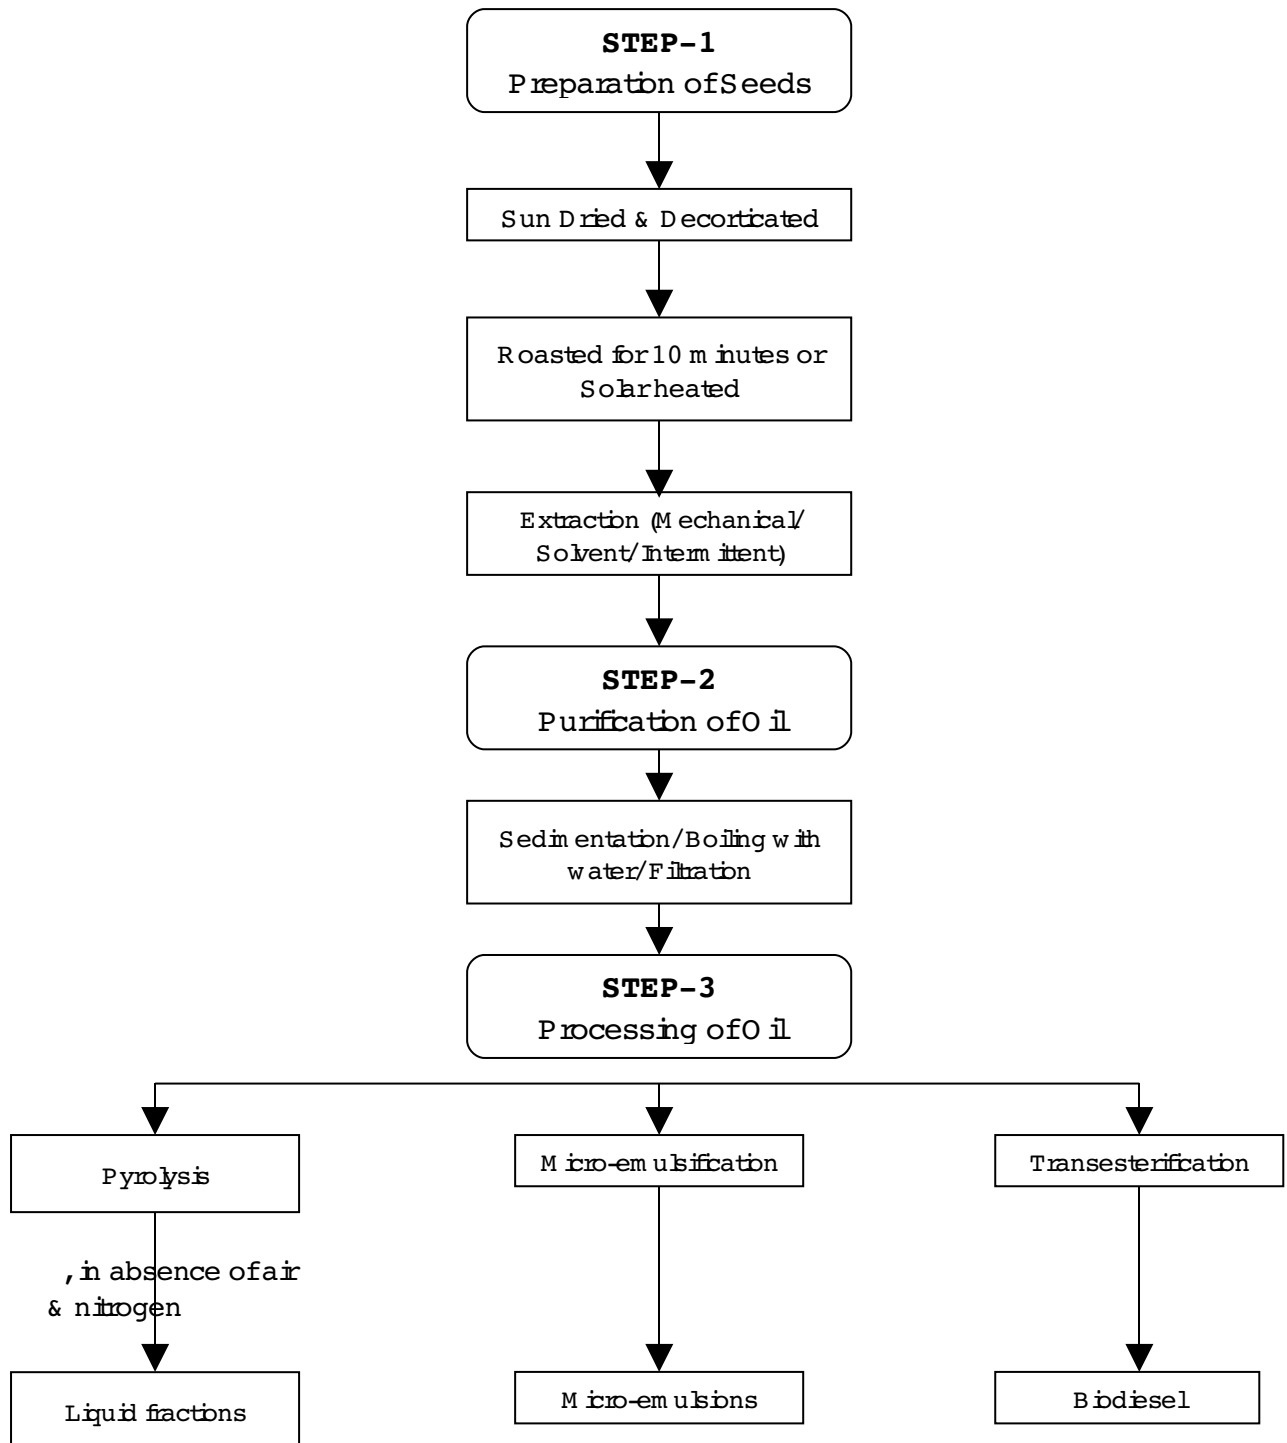 STEP-1
Preparation of Seeds
Sun Dried & Decorticated
Roasted for 10 minutes or
Solar heated
Extraction (Mechanical/
Solvent/Intermittent)
STEP-2
Purification of Oil
Sedimentation/Boiling with
water/Filtration
STEP-3
Processing of Oil
Pyrolysis
Micro-emulsification
Transesterification
, in absence of air
& nitrogen
Liquid fractions
Micro-emulsions
Biodiesel